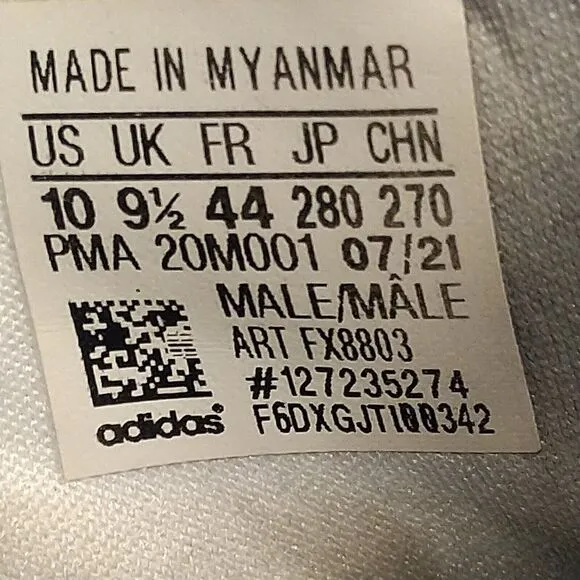 MADE IN MYANMAR
US UK FR JP CHN
10 9½ 44 280 270
PMA 20M001 07/21
MALE/MÂLE
ART FX8803
#127235274
adidas® F6DXGJTI00342